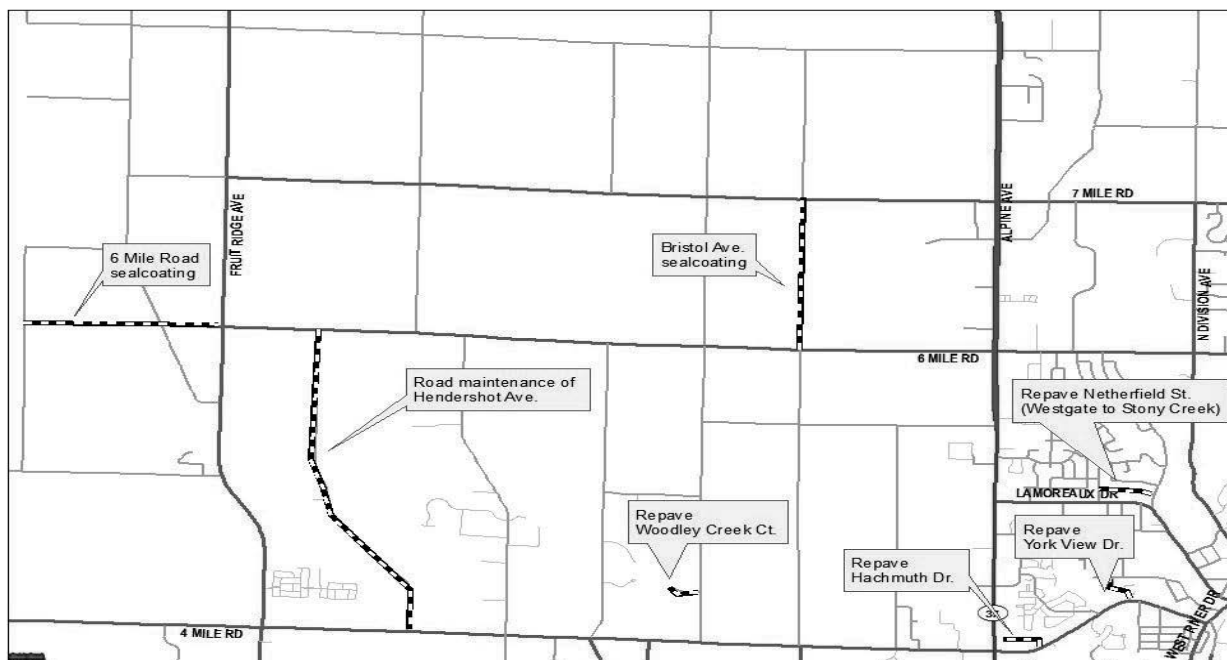 7 MILE RD
FRUIT RIDGE AVE
ALPINE AVE
N DIVISION AVE
6 Mile Road
sealcoating
Bristol Ave.
sealcoating
6 MILE RD
Road maintenance of
Hendershot Ave.
Repave Netherfield St.
(Westgate to Stony Creek)
LAMOREAUX DR
Repave
Woodley Creek Ct.
Repave
York View Dr.
Repave
Hachmuth Dr.
4 MILE RD
WEST RIVER DR